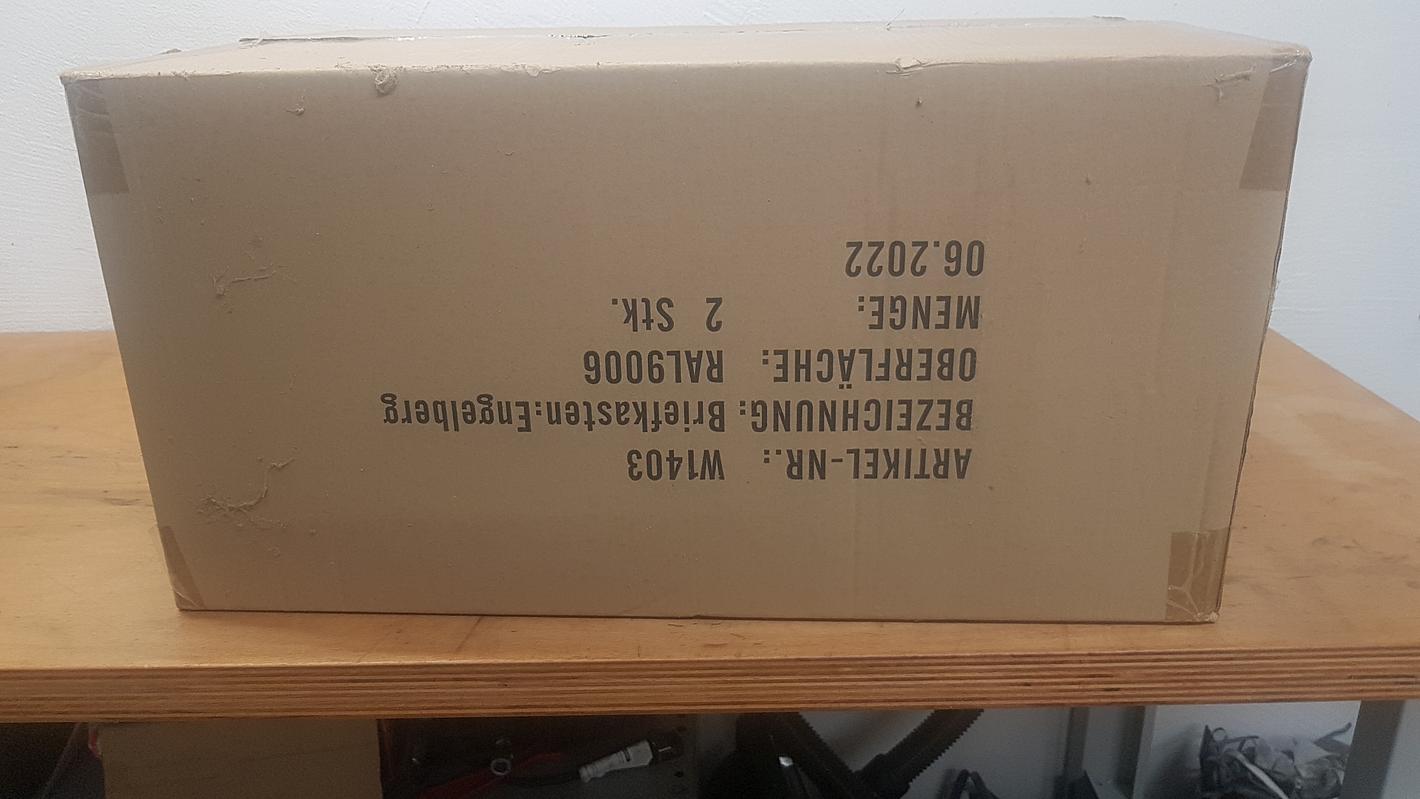 ARTIKEL-NR.: W1403
BEZEICHNUNG: Briefkasten:Engelberg
OBERFLÄCHE: RAL9006
MENGE: 2 Stk.
06.2022